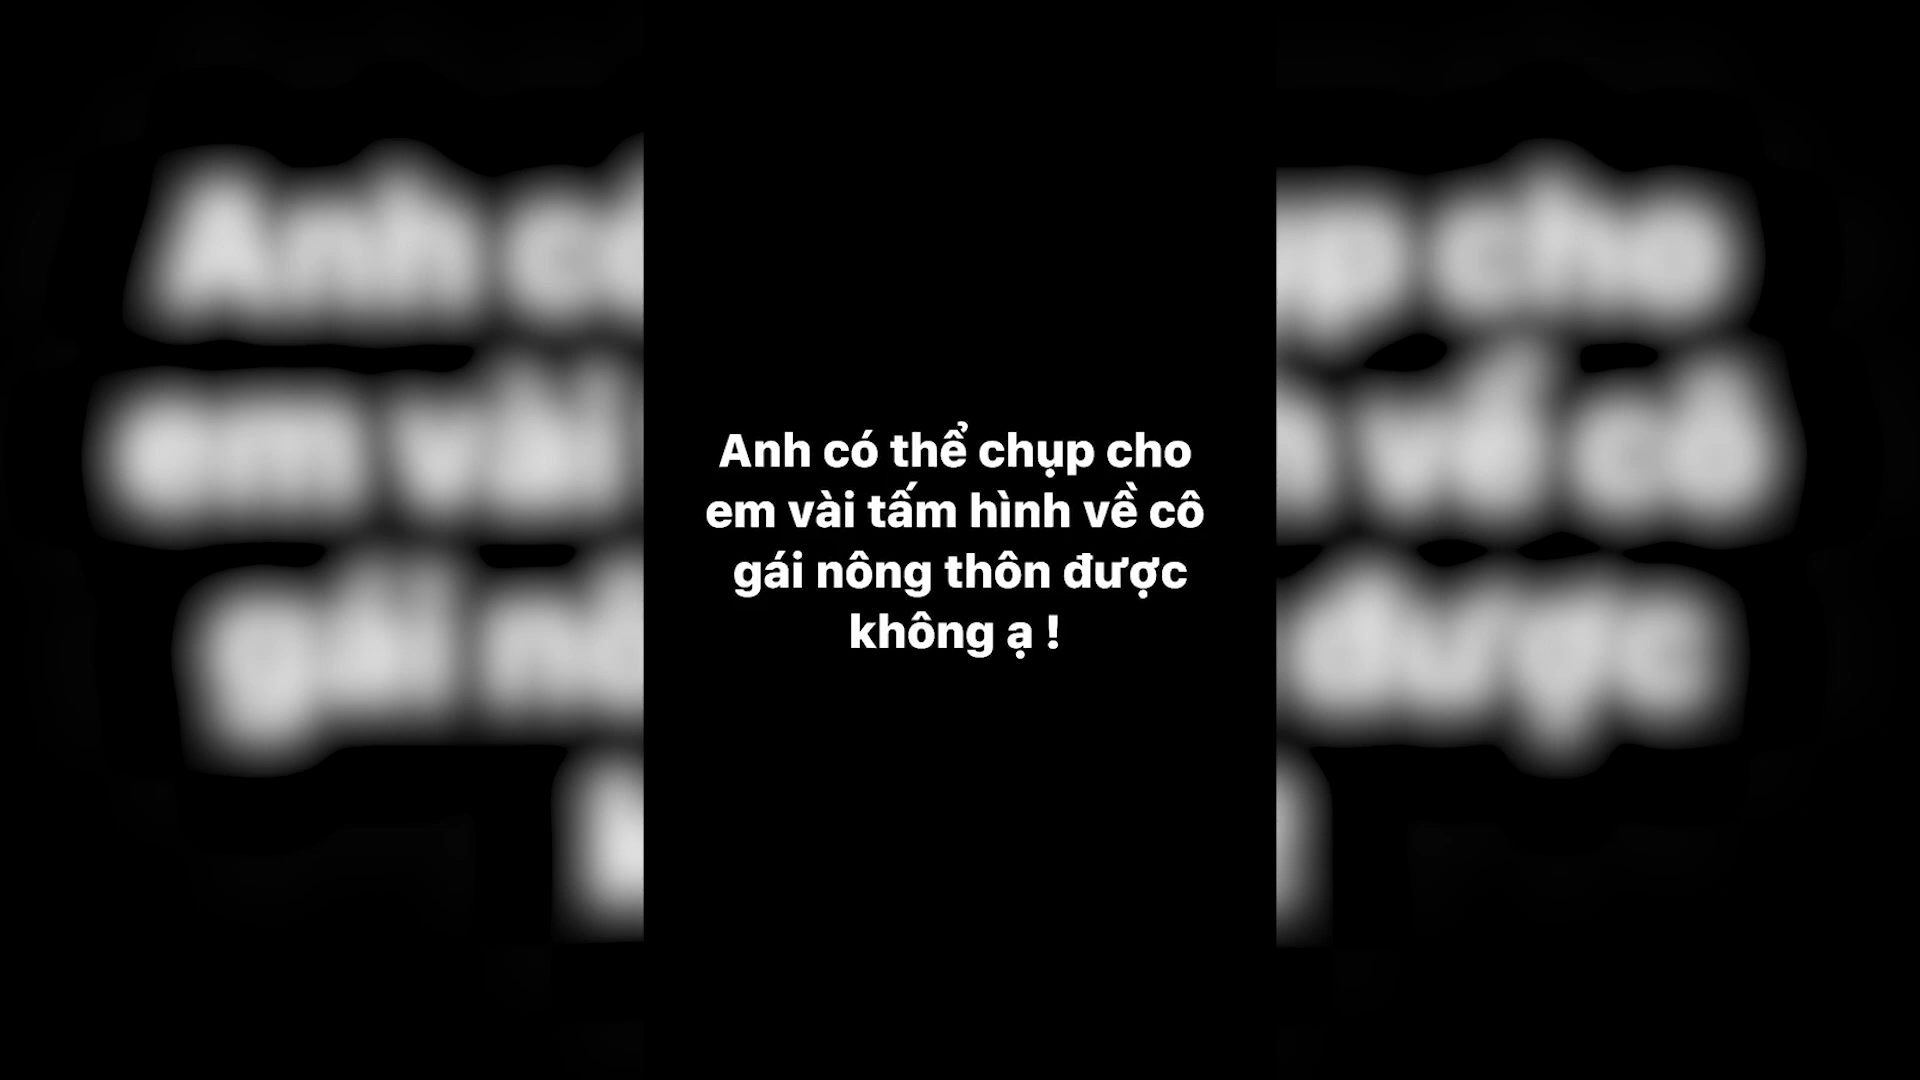 Anh có thể chụp cho
em vài tấm hình về cô
gái nông thôn được
không ạ !